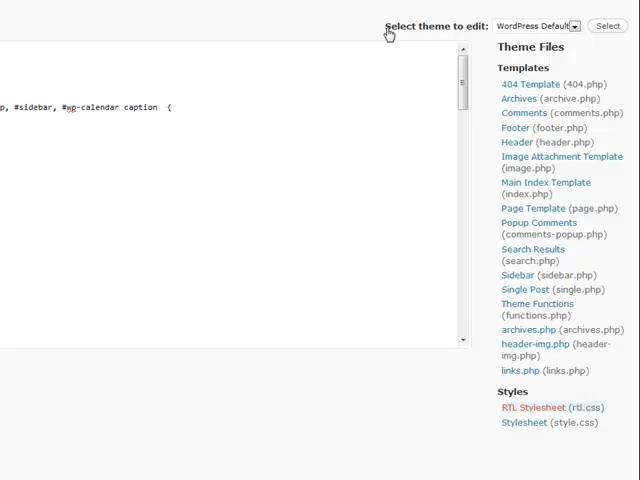 Select theme to edit: WordPress Default Select
Theme Files
Templates
p, #sidebar, #wp-calendar caption {
404 Template (404.php)
Archives (archive.php)
Comments (comments.php)
Footer (footer.php)
Header (header.php)
Image Attachment Template
(image.php)
Main Index Template
(index.php)
Page Template (page.php)
Popup Comments
(comments-popup.php)
Search Results
(search.php)
Sidebar (sidebar.php)
Single Post (single.php)
Theme Functions
(functions.php)
archives.php (archives.php)
header-img.php (header-
img.php)
links.php (links.php)
Styles
RTL Stylesheet (rtl.css)
Stylesheet (style.css)